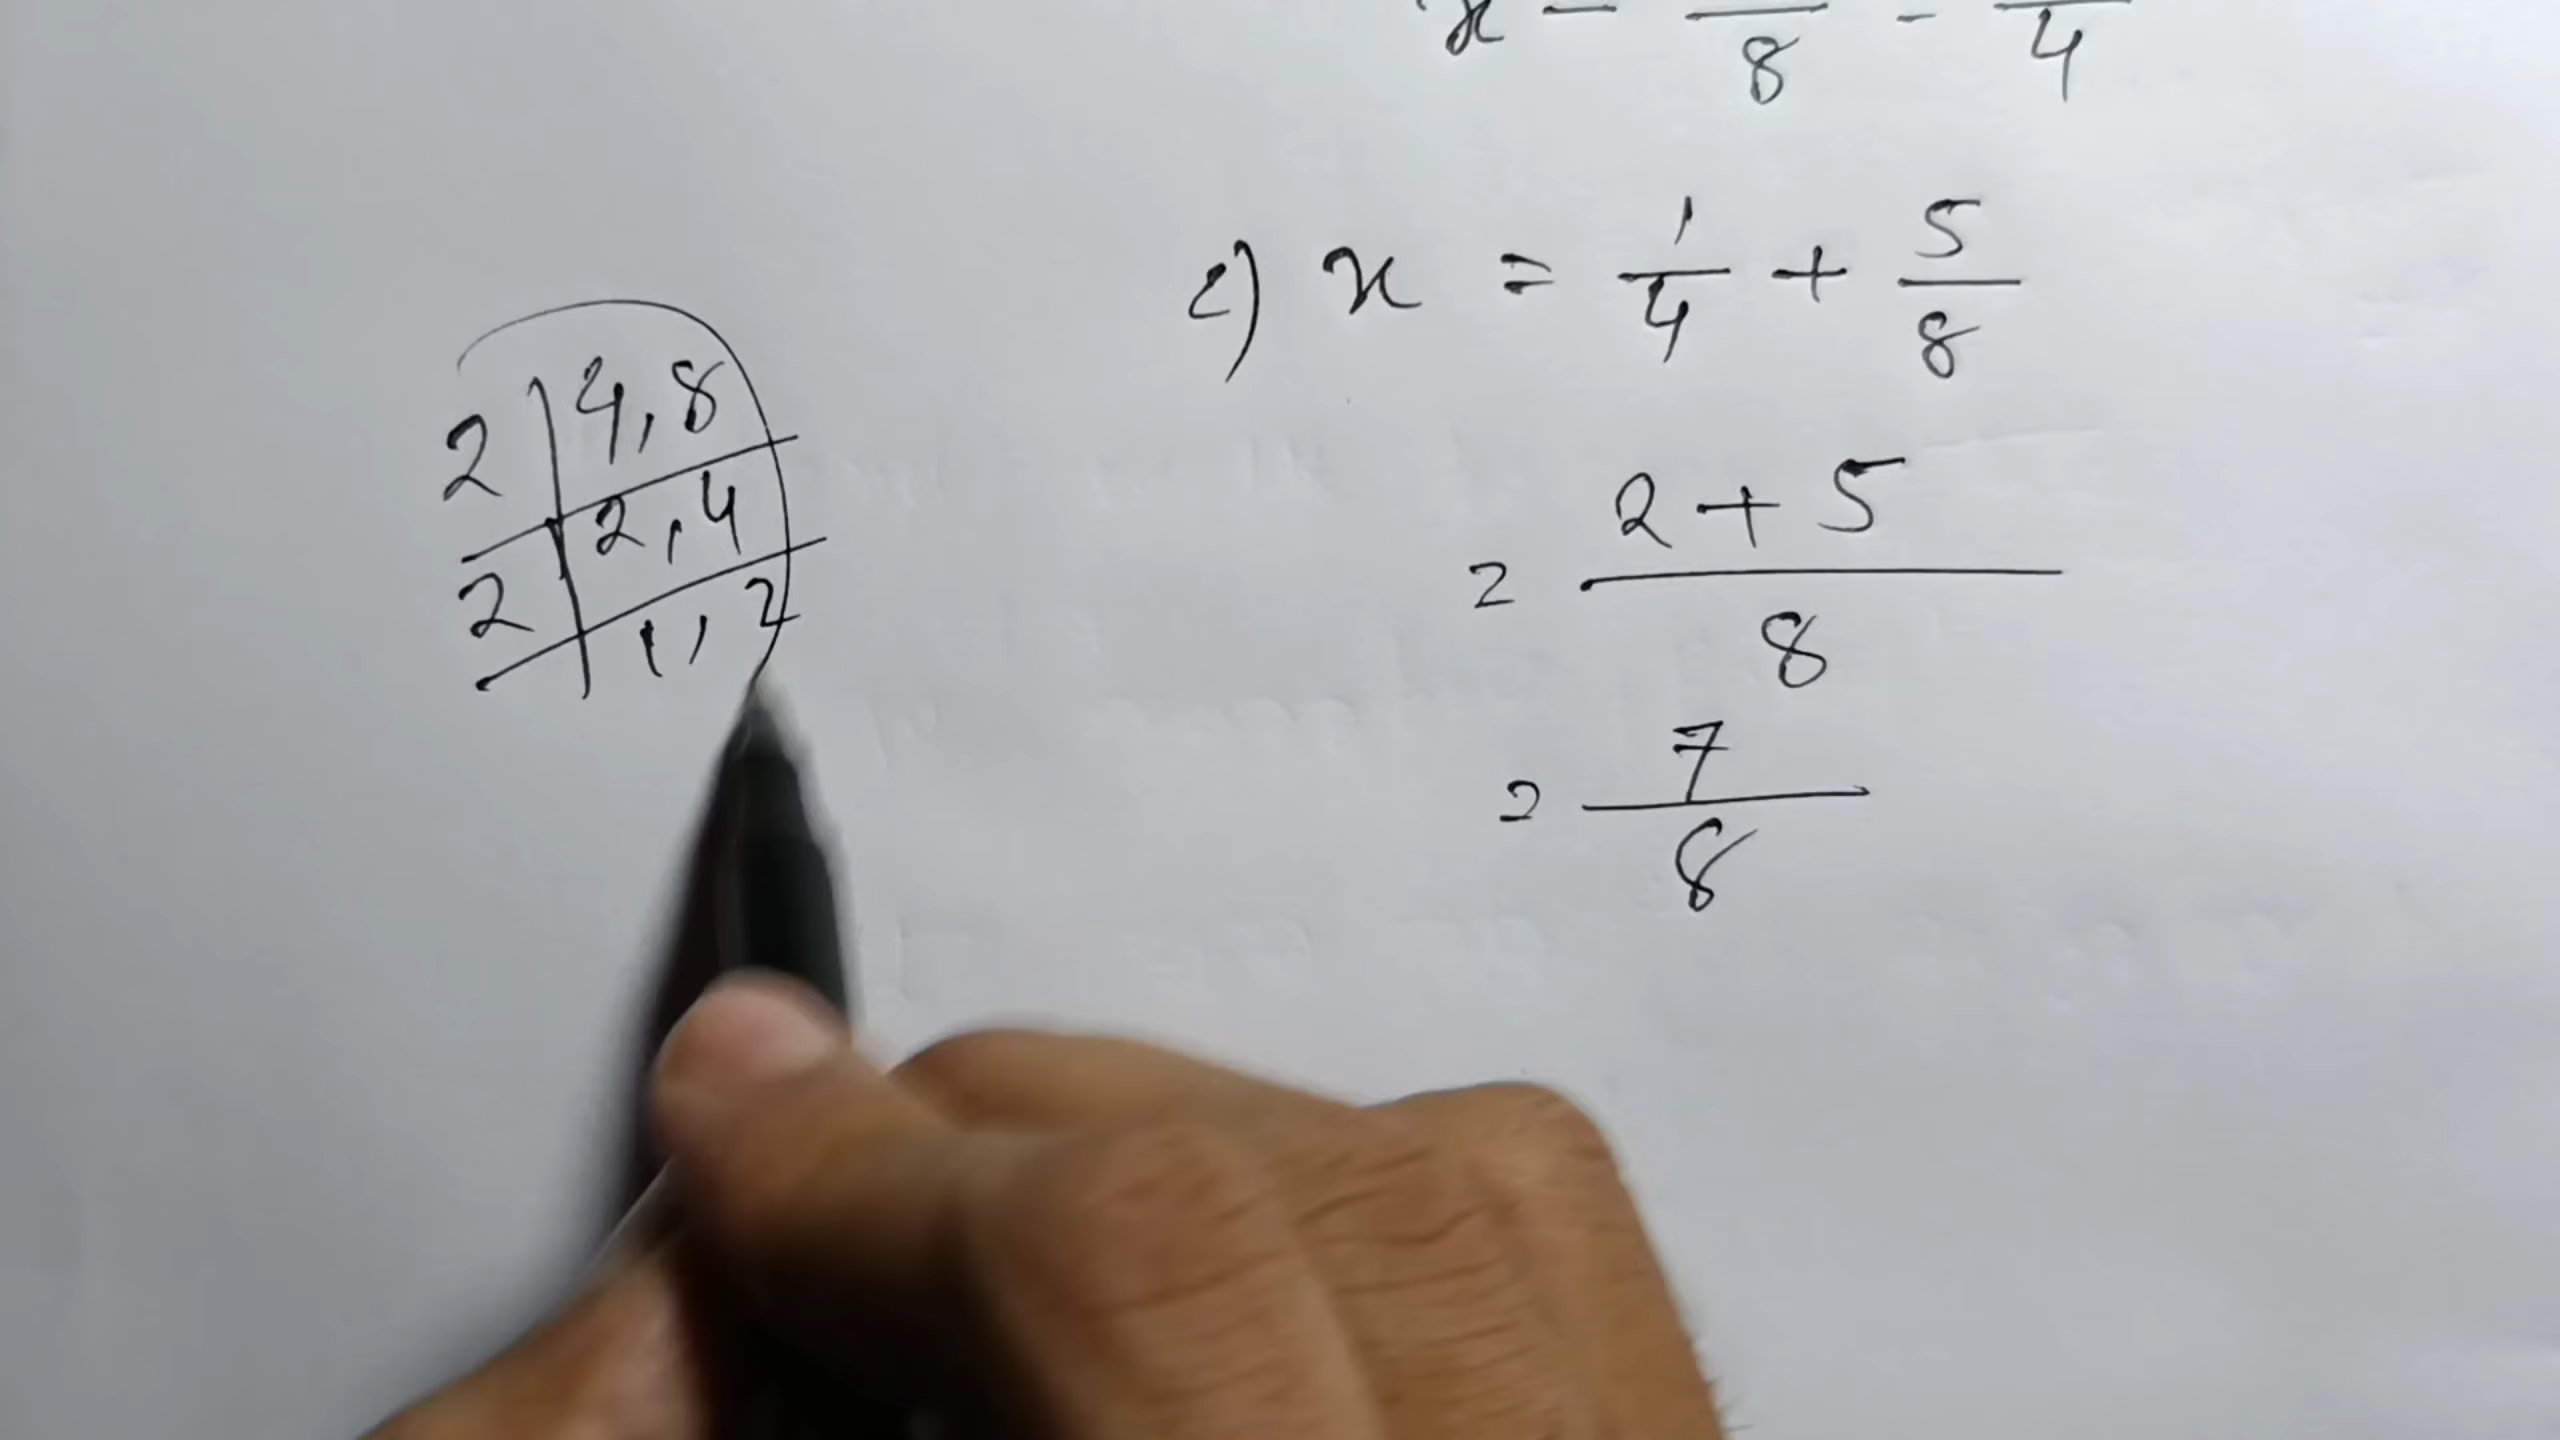 x - /8 = /4
=) x = 1/4 + 5/8
2 | 4, 8
2 | 2, 4
1, 2
= 2 + 5 / 8
= 7/8